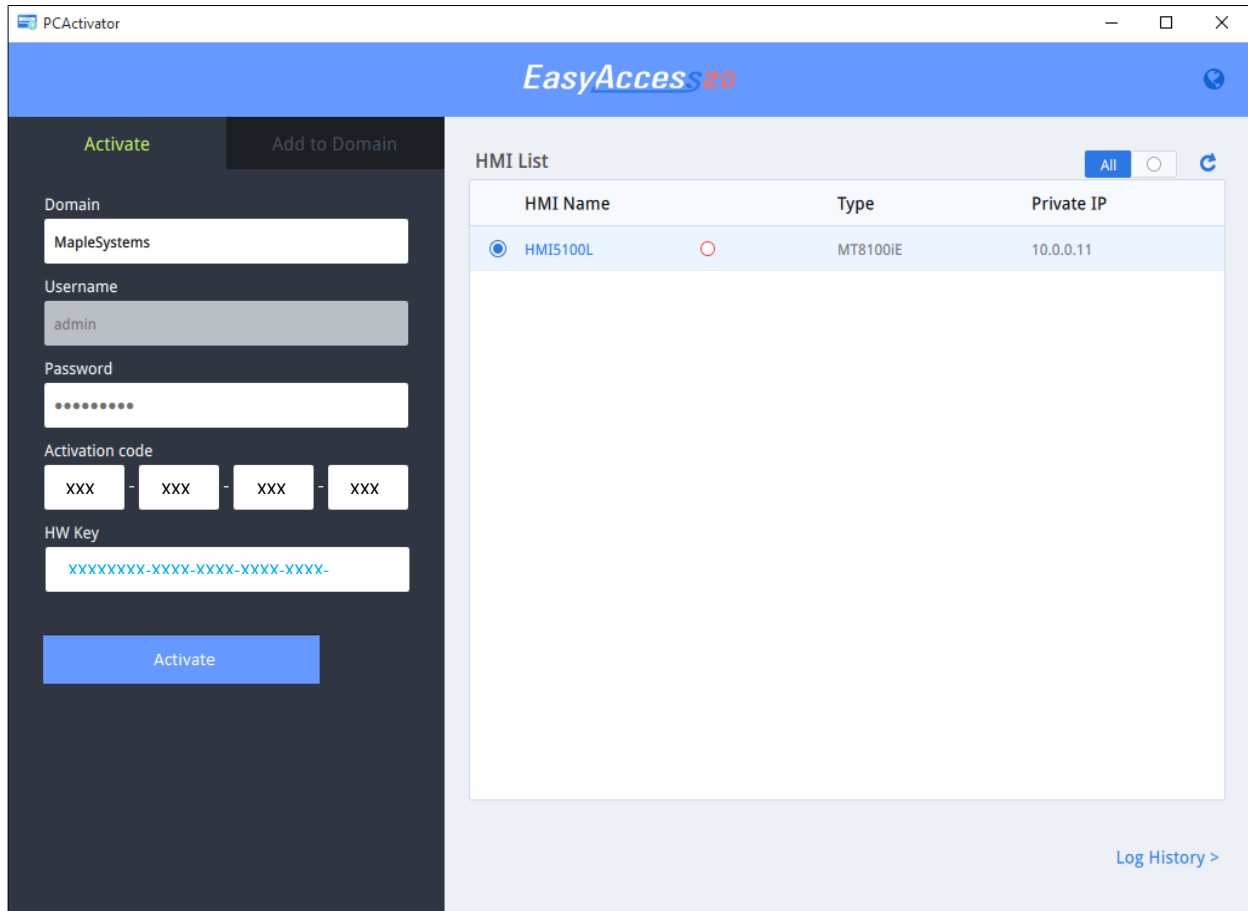 PCActivator
EasyAccess2.0
Activate
Add to Domain
Domain
MapleSystems
Username
admin
Password
•••••••••
Activation code
xxx - xxx - xxx - xxx
HW Key
xxxxxxxx-xxxx-xxxx-xxxx-xxxx-
Activate
HMI List
All
HMI Name Type Private IP
HMI5100L MT8100iE 10.0.0.11
Log History >